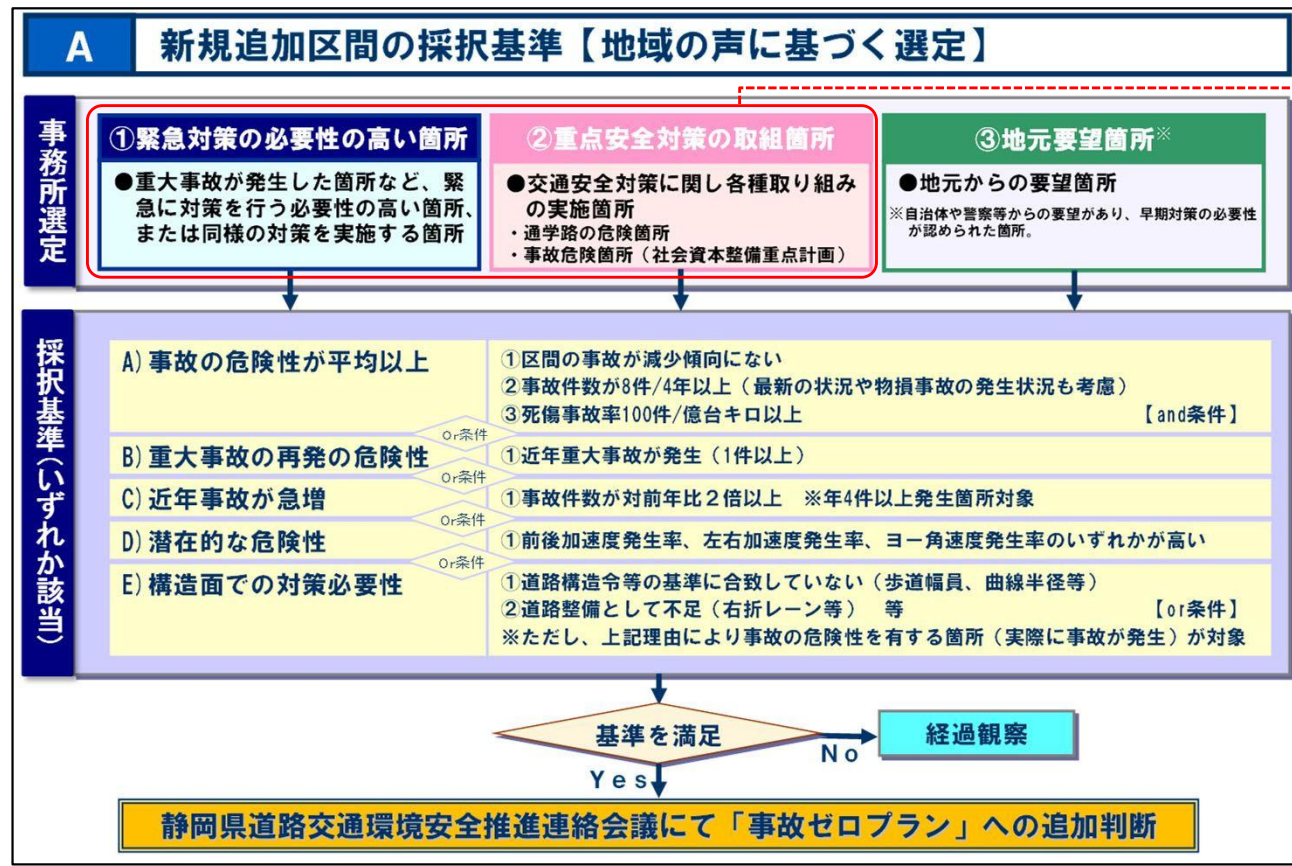 A
新規追加区間の採択基準【地域の声に基づく選定】
事務所選定
①緊急対策の必要性の高い箇所
●重大事故が発生した箇所など、緊
急に対策を行う必要性の高い箇所、
または同様の対策を実施する箇所
②重点安全対策の取組箇所
●交通安全対策に関し各種取り組み
の実施箇所
・通学路の危険箇所
・事故危険箇所（社会資本整備重点計画）
③地元要望箇所※
●地元からの要望箇所
※自治体や警察等からの要望があり、早期対策の必要性
が認められた箇所。
採択基準（いずれか該当）
A)事故の危険性が平均以上
①区間の事故が減少傾向にない
②事故件数が8件/4年以上（最新の状況や物損事故の発生状況も考慮）
③死傷事故率100件/億台キロ以上 【and条件】
Or条件
B)重大事故の再発の危険性
①近年重大事故が発生（1件以上）
Or条件
C)近年事故が急増
①事故件数が対前年比２倍以上 ※年4件以上発生箇所対象
Or条件
D)潜在的な危険性
①前後加速度発生率、左右加速度発生率、ヨー角速度発生率のいずれかが高い
Or条件
E)構造面での対策必要性
①道路構造令等の基準に合致していない（歩道幅員、曲線半径等）
②道路整備として不足（右折レーン等） 等 【or条件】
※ただし、上記理由により事故の危険性を有する箇所（実際に事故が発生）が対象
基準を満足
No
経過観察
Yes
静岡県道路交通環境安全推進連絡会議にて「事故ゼロプラン」への追加判断